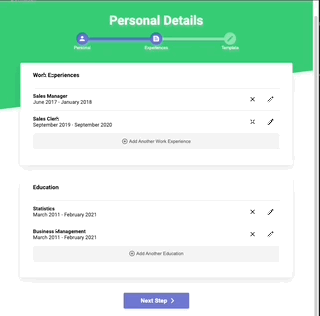 Personal Details
Personal
Experiences
Template
Work Experiences
Sales Manager
June 2017 - January 2018
Sales Clerk
September 2019 - September 2020
Add Another Work Experience
Education
Statistics
March 2011 - February 2021
Business Management
March 2011 - February 2021
Add Another Education
Next Step